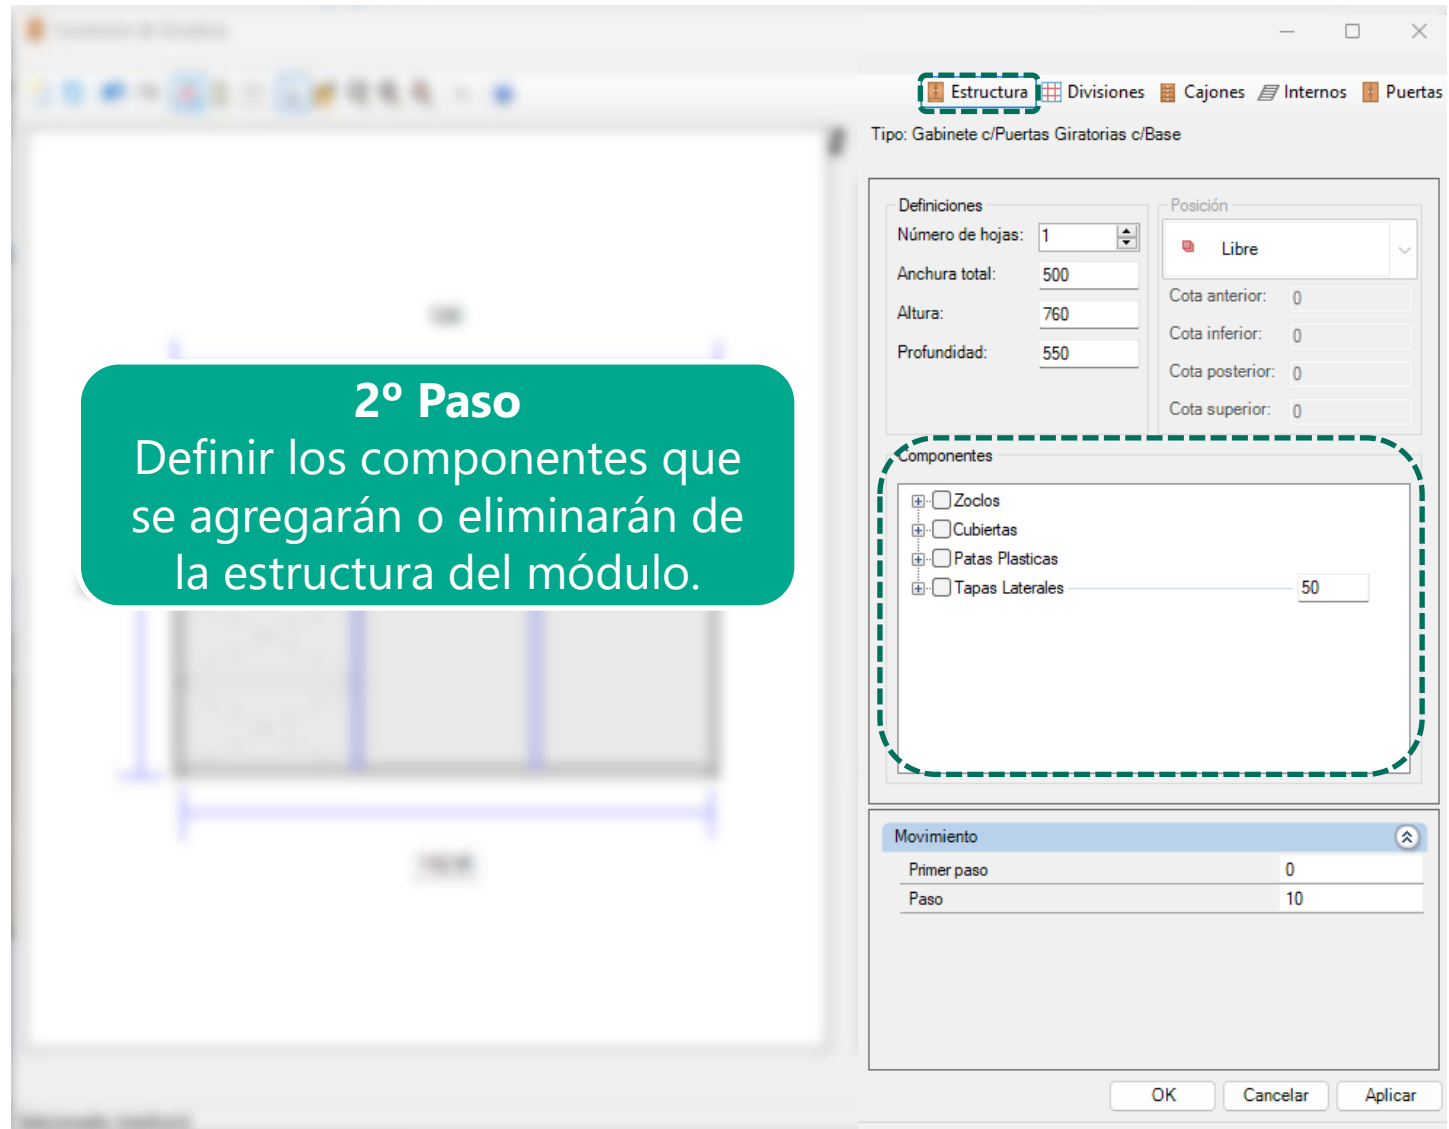 Estructura
Divisiones
Cajones
Internos
Puertas
Tipo: Gabinete c/Puertas Giratorias c/Base
Definiciones
Número de hojas: 1
Anchura total: 500
Altura: 760
Profundidad: 550
Posición
Libre
Cota anterior: 0
Cota inferior: 0
Cota posterior: 0
Cota superior: 0
2º Paso
Definir los componentes que
se agregarán o eliminarán de
la estructura del módulo.
Componentes
Zoclos
Cubiertas
Patas Plasticas
Tapas Laterales 50
Movimiento
Primer paso 0
Paso 10
OK
Cancelar
Aplicar